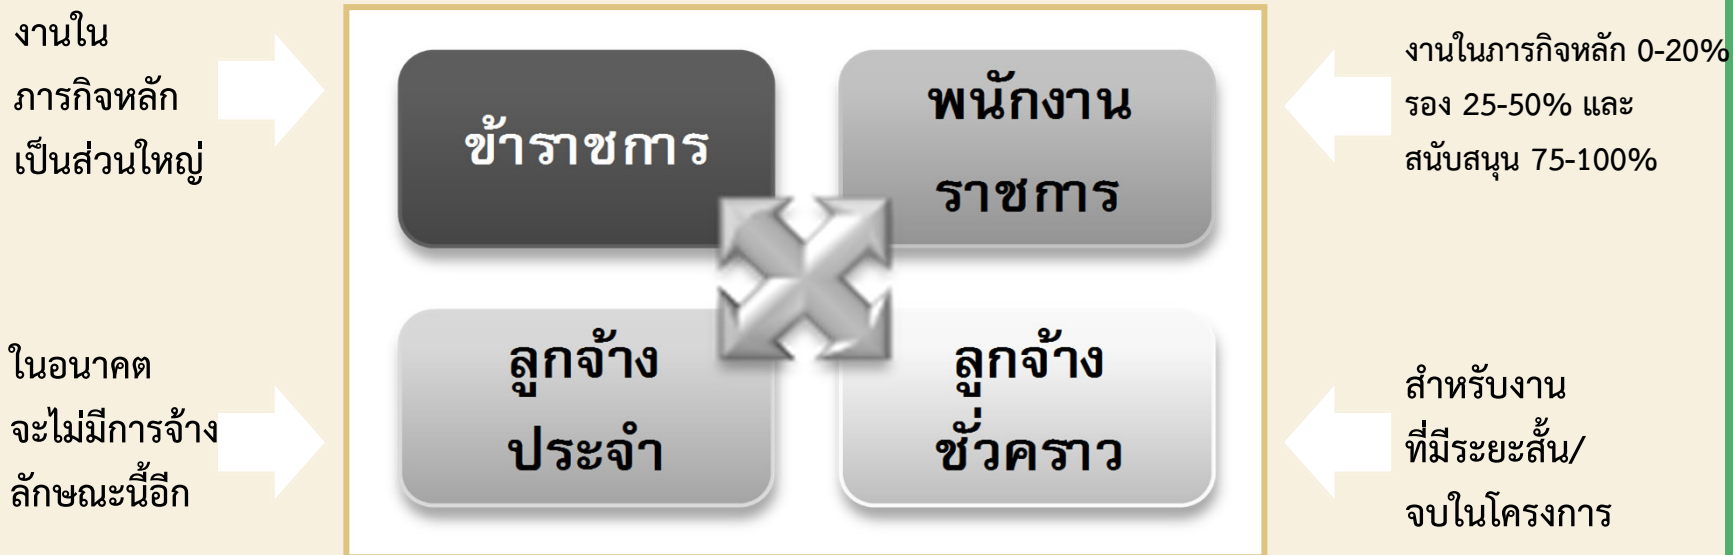 งานใน
ภารกิจหลัก
เป็นส่วนใหญ่
ข้าราชการ
พนักงาน
ราชการ
งานในภารกิจหลัก 0-20%
รอง 25-50% และ
สนับสนุน 75-100%
ในอนาคต
จะไม่มีการจ้าง
ลักษณะนี้อีก
ลูกจ้าง
ประจำ
ลูกจ้าง
ชั่วคราว
สำหรับงาน
ที่มีระยะสั้น/
จบในโครงการ